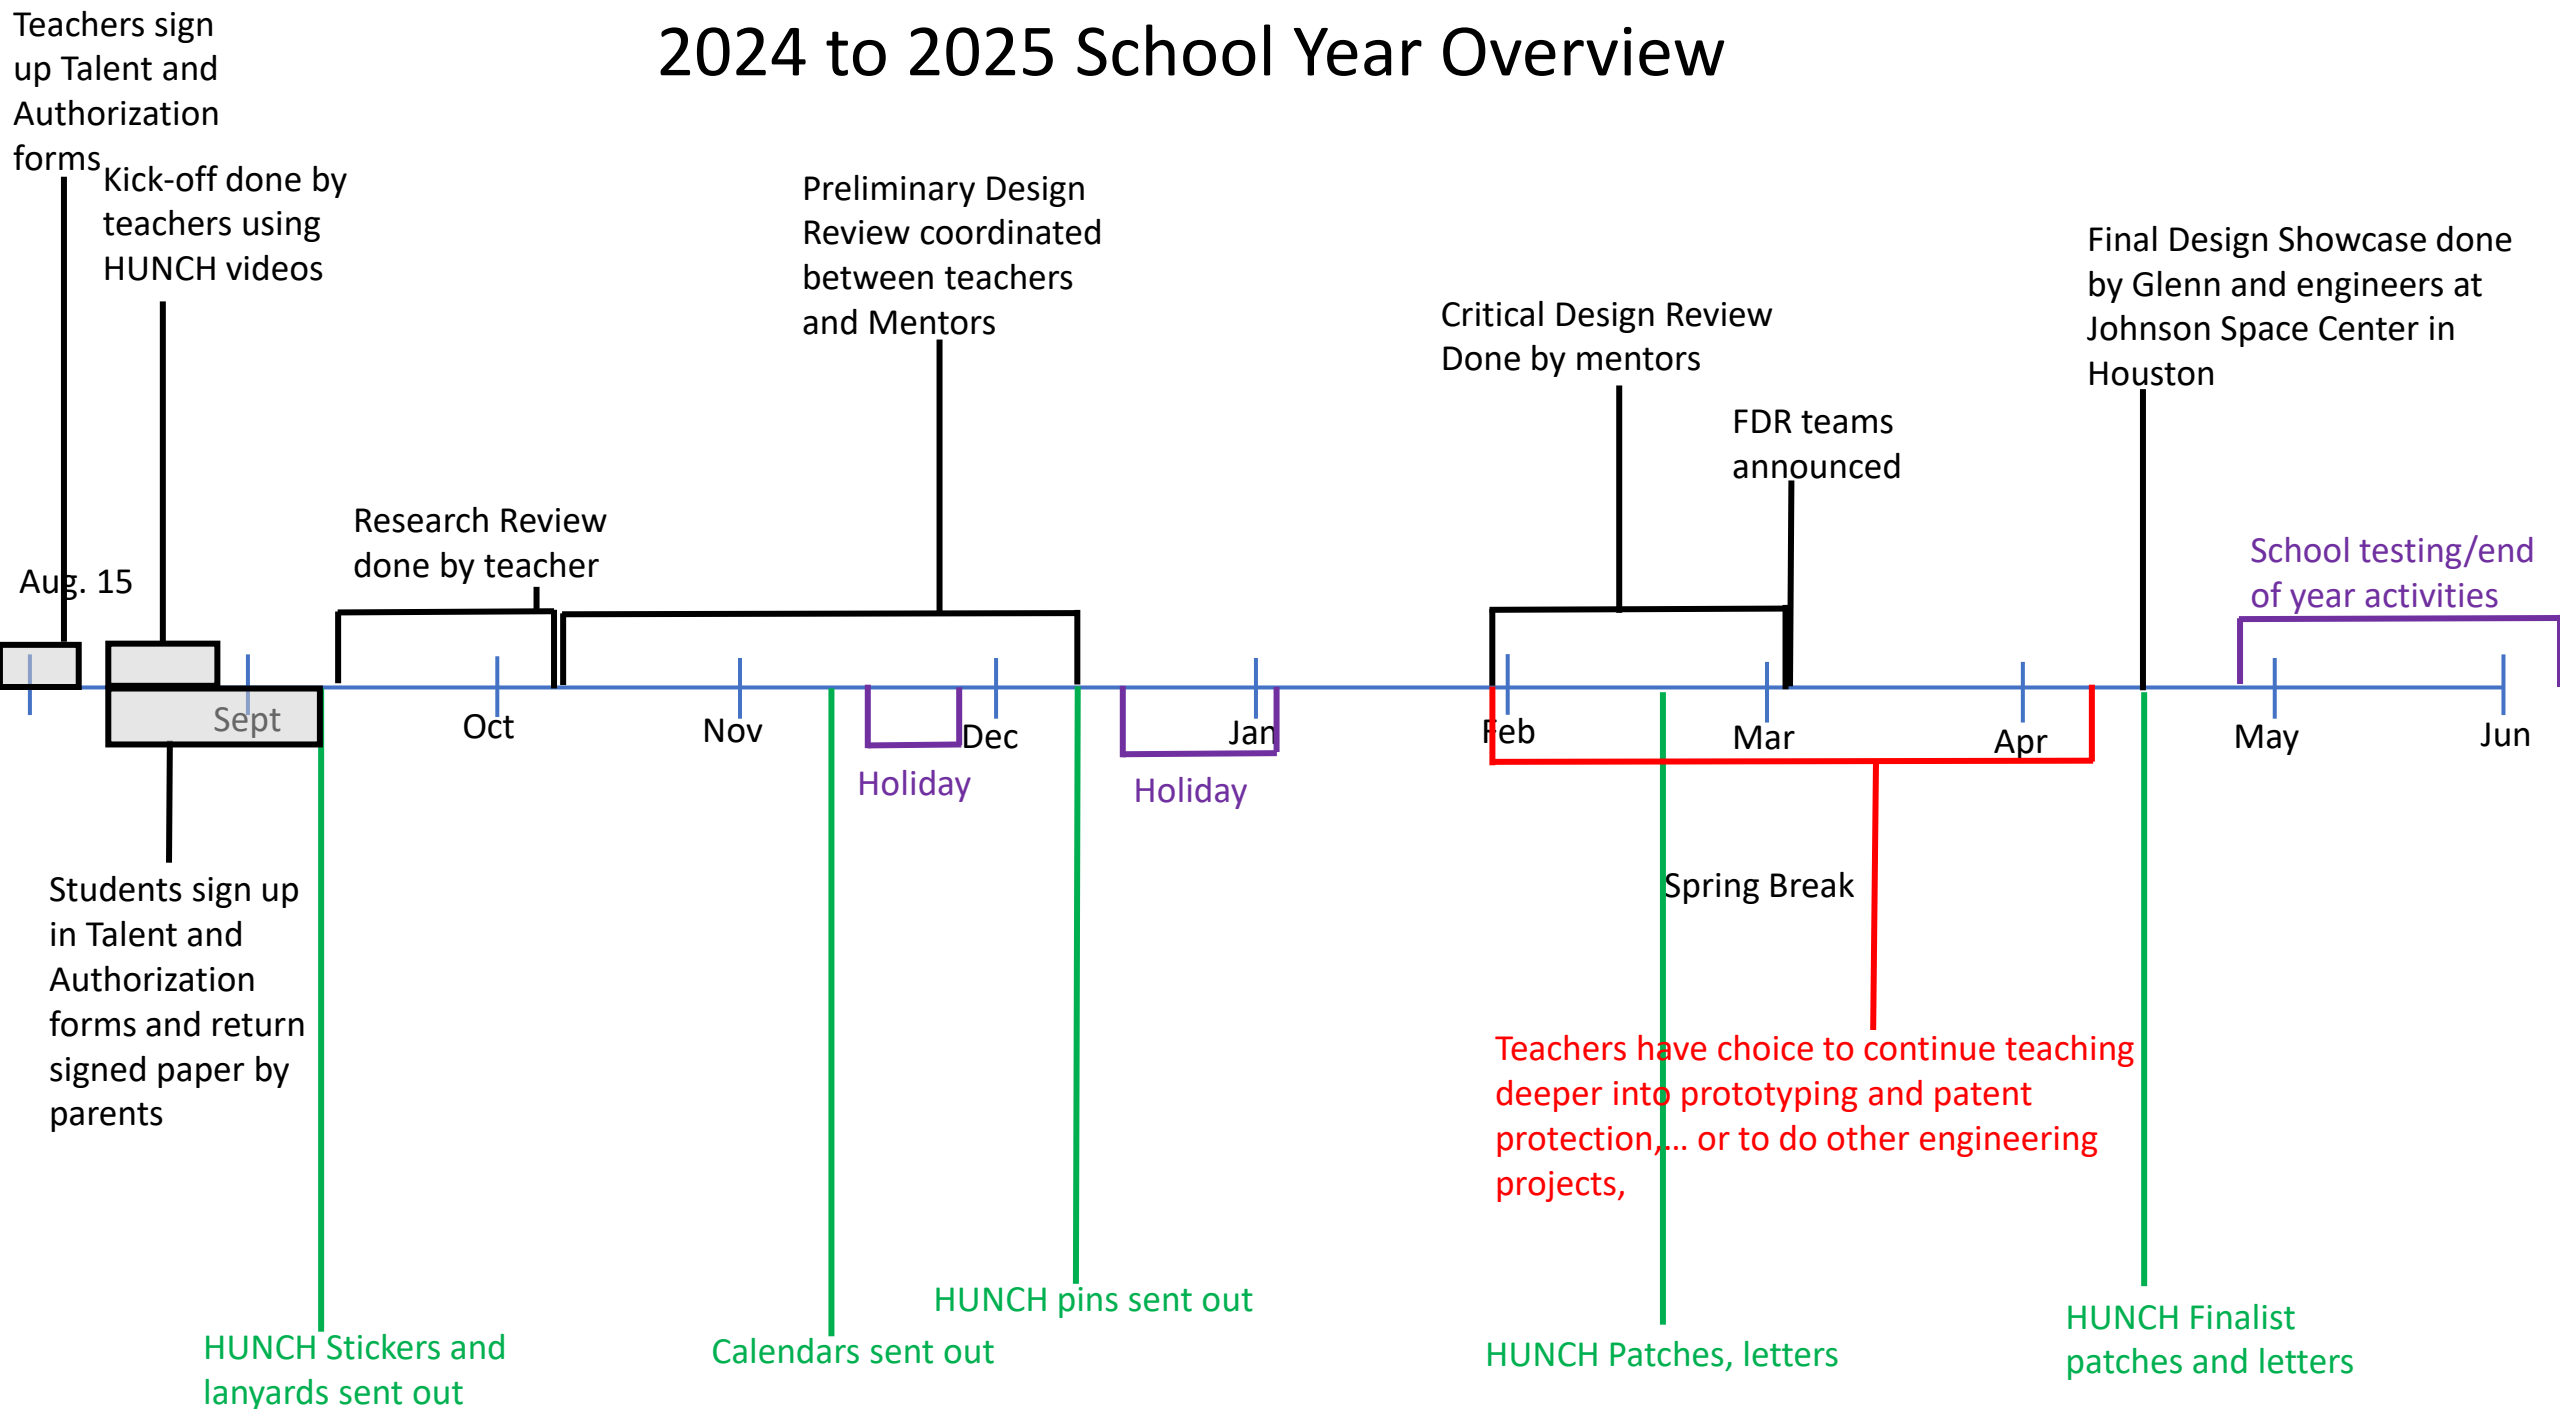 2024 to 2025 School Year Overview
Teachers sign
up Talent and
Authorization
forms
Kick-off done by
teachers using
HUNCH videos
Preliminary Design
Review coordinated
between teachers
and Mentors
Final Design Showcase done
by Glenn and engineers at
Johnson Space Center in
Houston
Critical Design Review
Done by mentors
FDR teams
announced
Research Review
done by teacher
School testing/end
of year activities
Aug. 15
Sept
Oct
Nov
Dec
Jan
Feb
Mar
Apr
May
Jun
Holiday
Holiday
Students sign up
in Talent and
Authorization
forms and return
signed paper by
parents
Spring Break
Teachers have choice to continue teaching
deeper into prototyping and patent
protection,... or to do other engineering
projects,
HUNCH Stickers and
lanyards sent out
Calendars sent out
HUNCH pins sent out
HUNCH Patches, letters
HUNCH Finalist
patches and letters